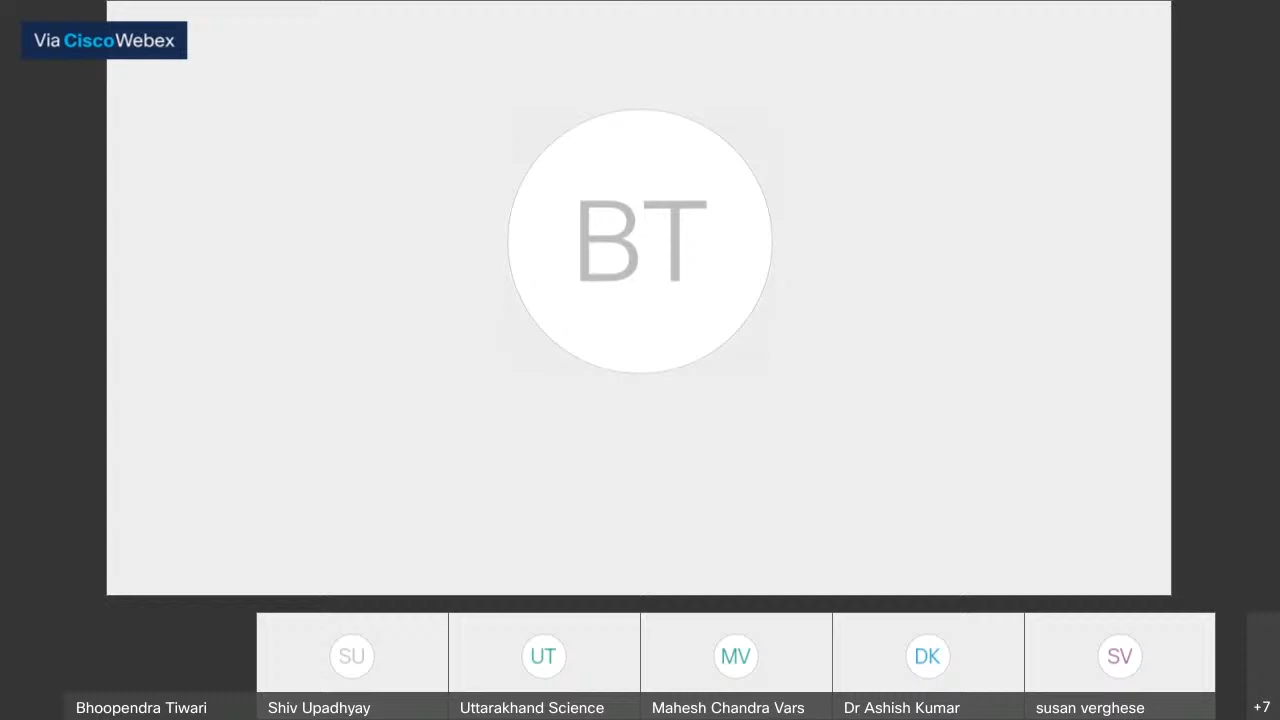 Via CiscoWebex
BT
SU
UT
MV
DK
SV
Bhoopendra Tiwari
Shiv Upadhyay
Uttarakhand Science
Mahesh Chandra Vars
Dr Ashish Kumar
susan verghese
+7